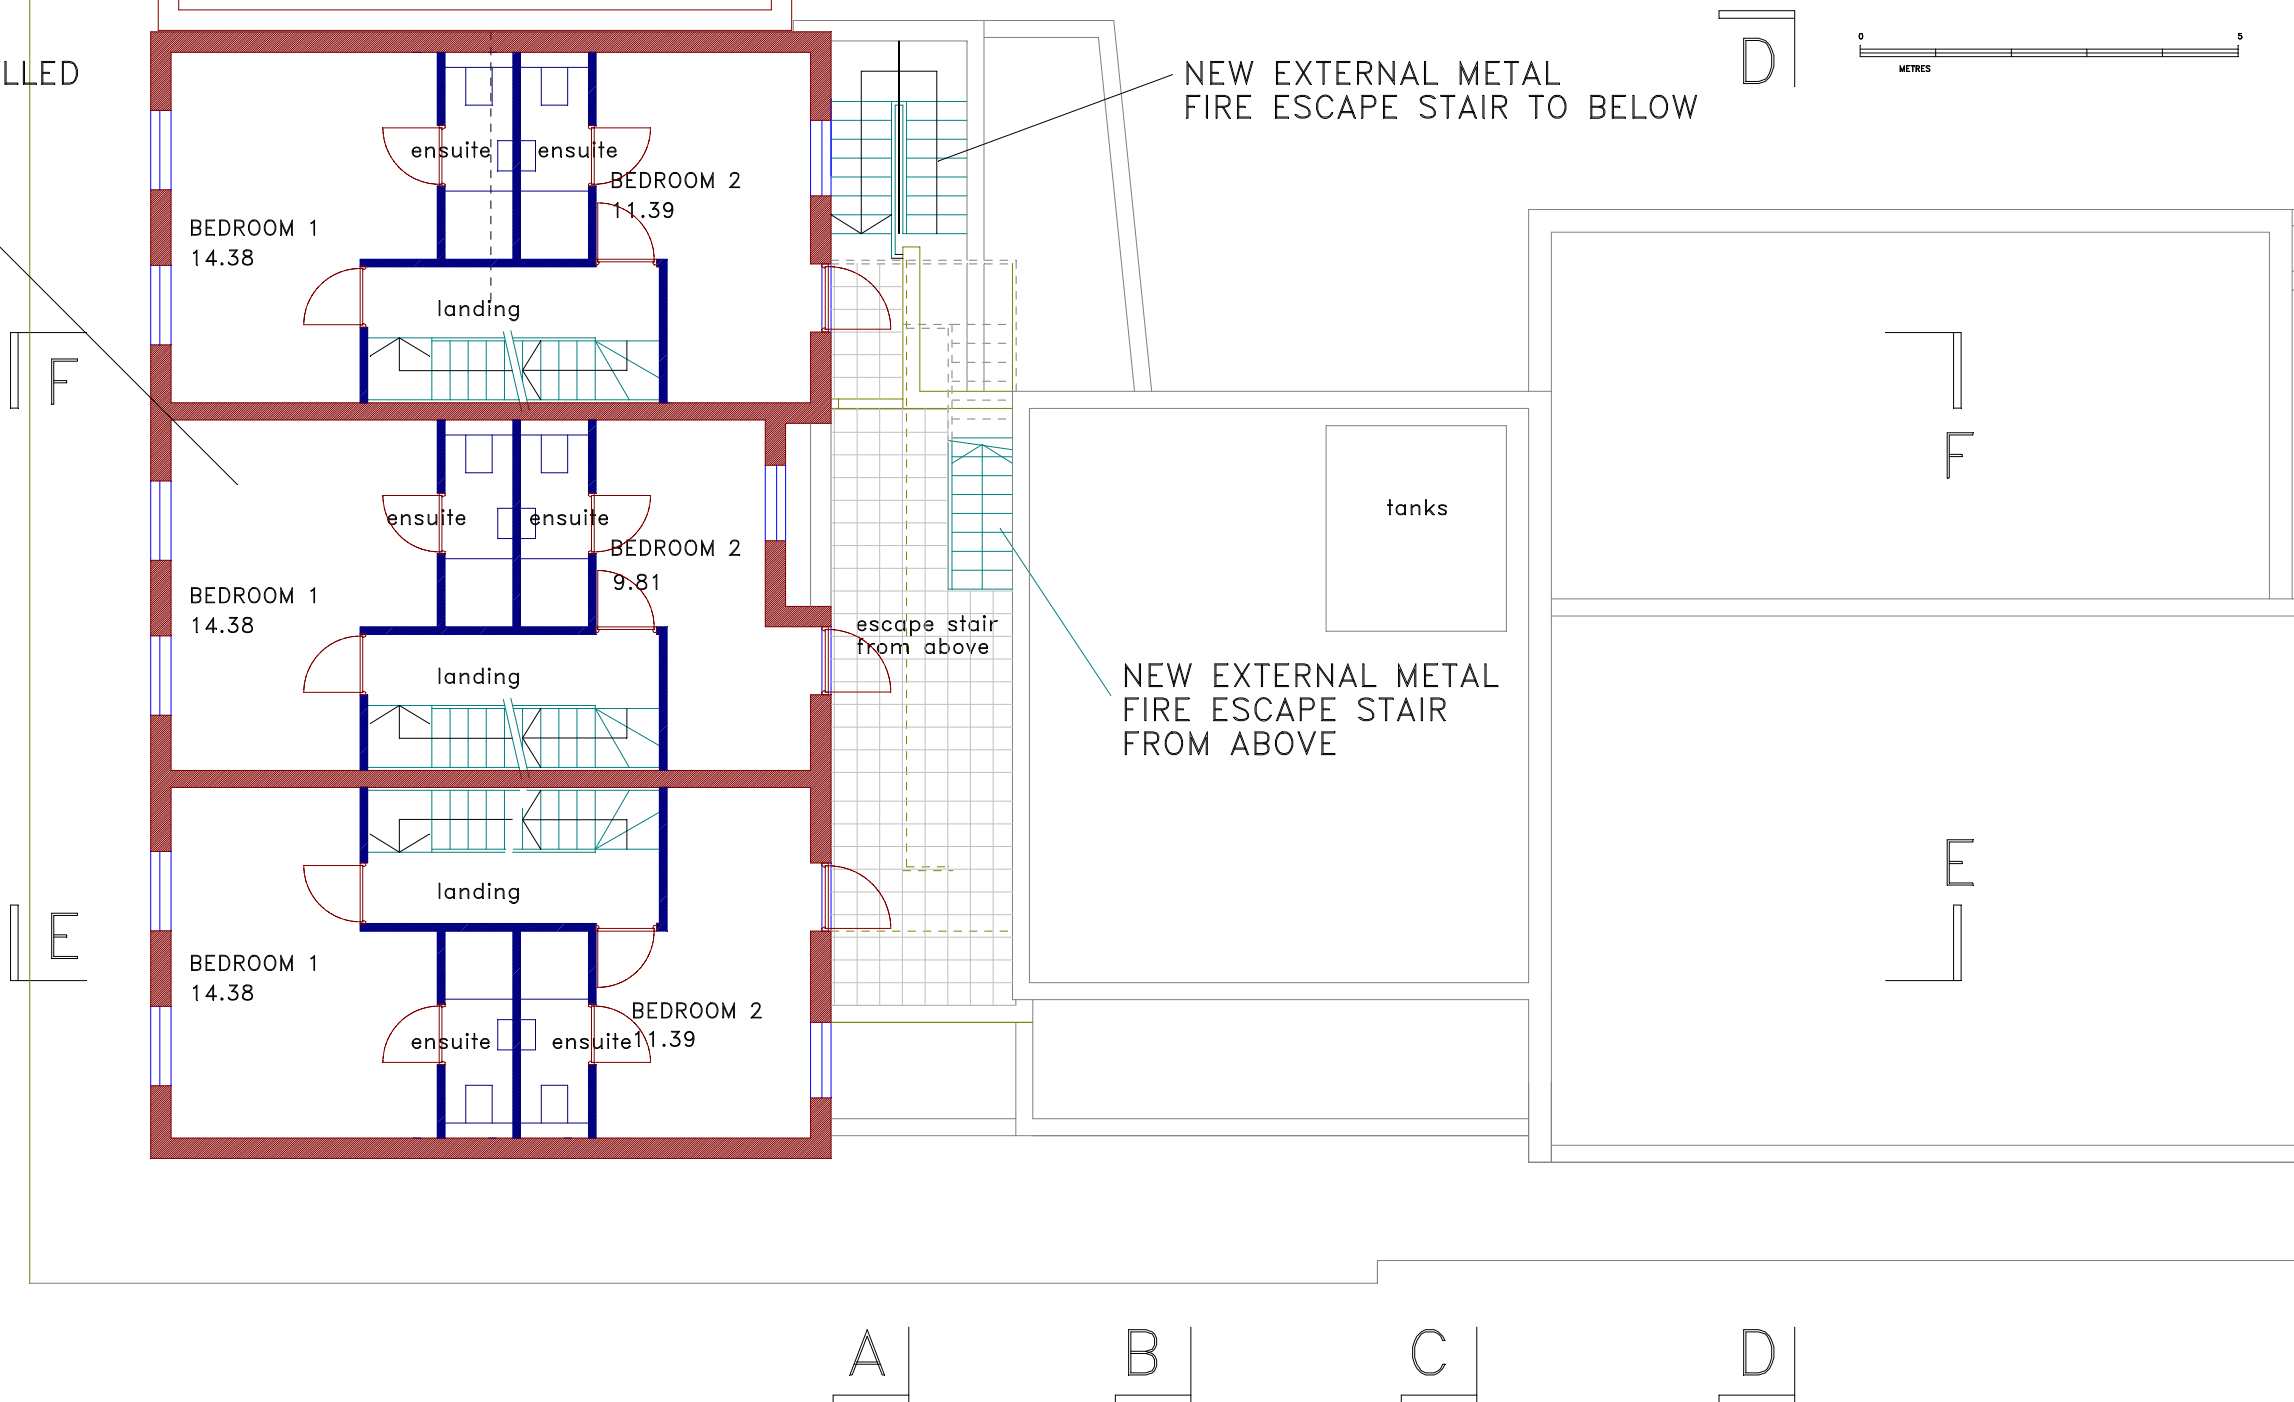 LLED
NEW EXTERNAL METAL
FIRE ESCAPE STAIR TO BELOW
D
0
5
METRES
ensuite
ensuite
BEDROOM 2
11.39
BEDROOM 1
14.38
landing
F
F
ensuite
ensuite
BEDROOM 2
9.81
BEDROOM 1
14.38
tanks
escape stair
from above
landing
NEW EXTERNAL METAL
FIRE ESCAPE STAIR
FROM ABOVE
landing
E
E
BEDROOM 1
14.38
BEDROOM 2
11.39
ensuite
ensuite
A
B
C
D